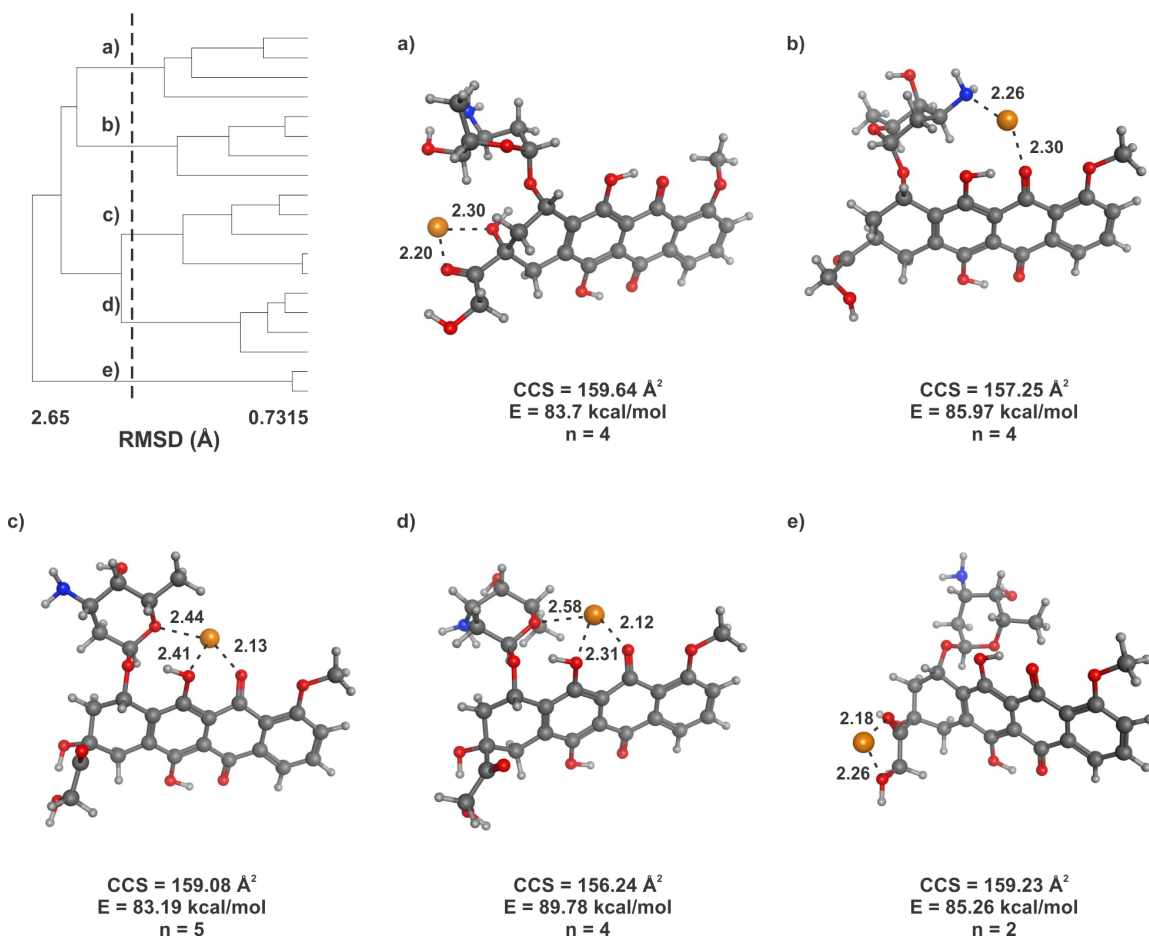 a)
b)
c)
d)
e)
2.65
0.7315
RMSD (Å)
a)
2.30
2.20
CCS = 159.64 Å²
E = 83.7 kcal/mol
n = 4
b)
2.26
2.30
CCS = 157.25 Å²
E = 85.97 kcal/mol
n = 4
c)
2.44
2.41
2.13
CCS = 159.08 Å²
E = 83.19 kcal/mol
n = 5
d)
2.58
2.12
2.31
CCS = 156.24 Å²
E = 89.78 kcal/mol
n = 4
e)
2.18
2.26
CCS = 159.23 Å²
E = 85.26 kcal/mol
n = 2